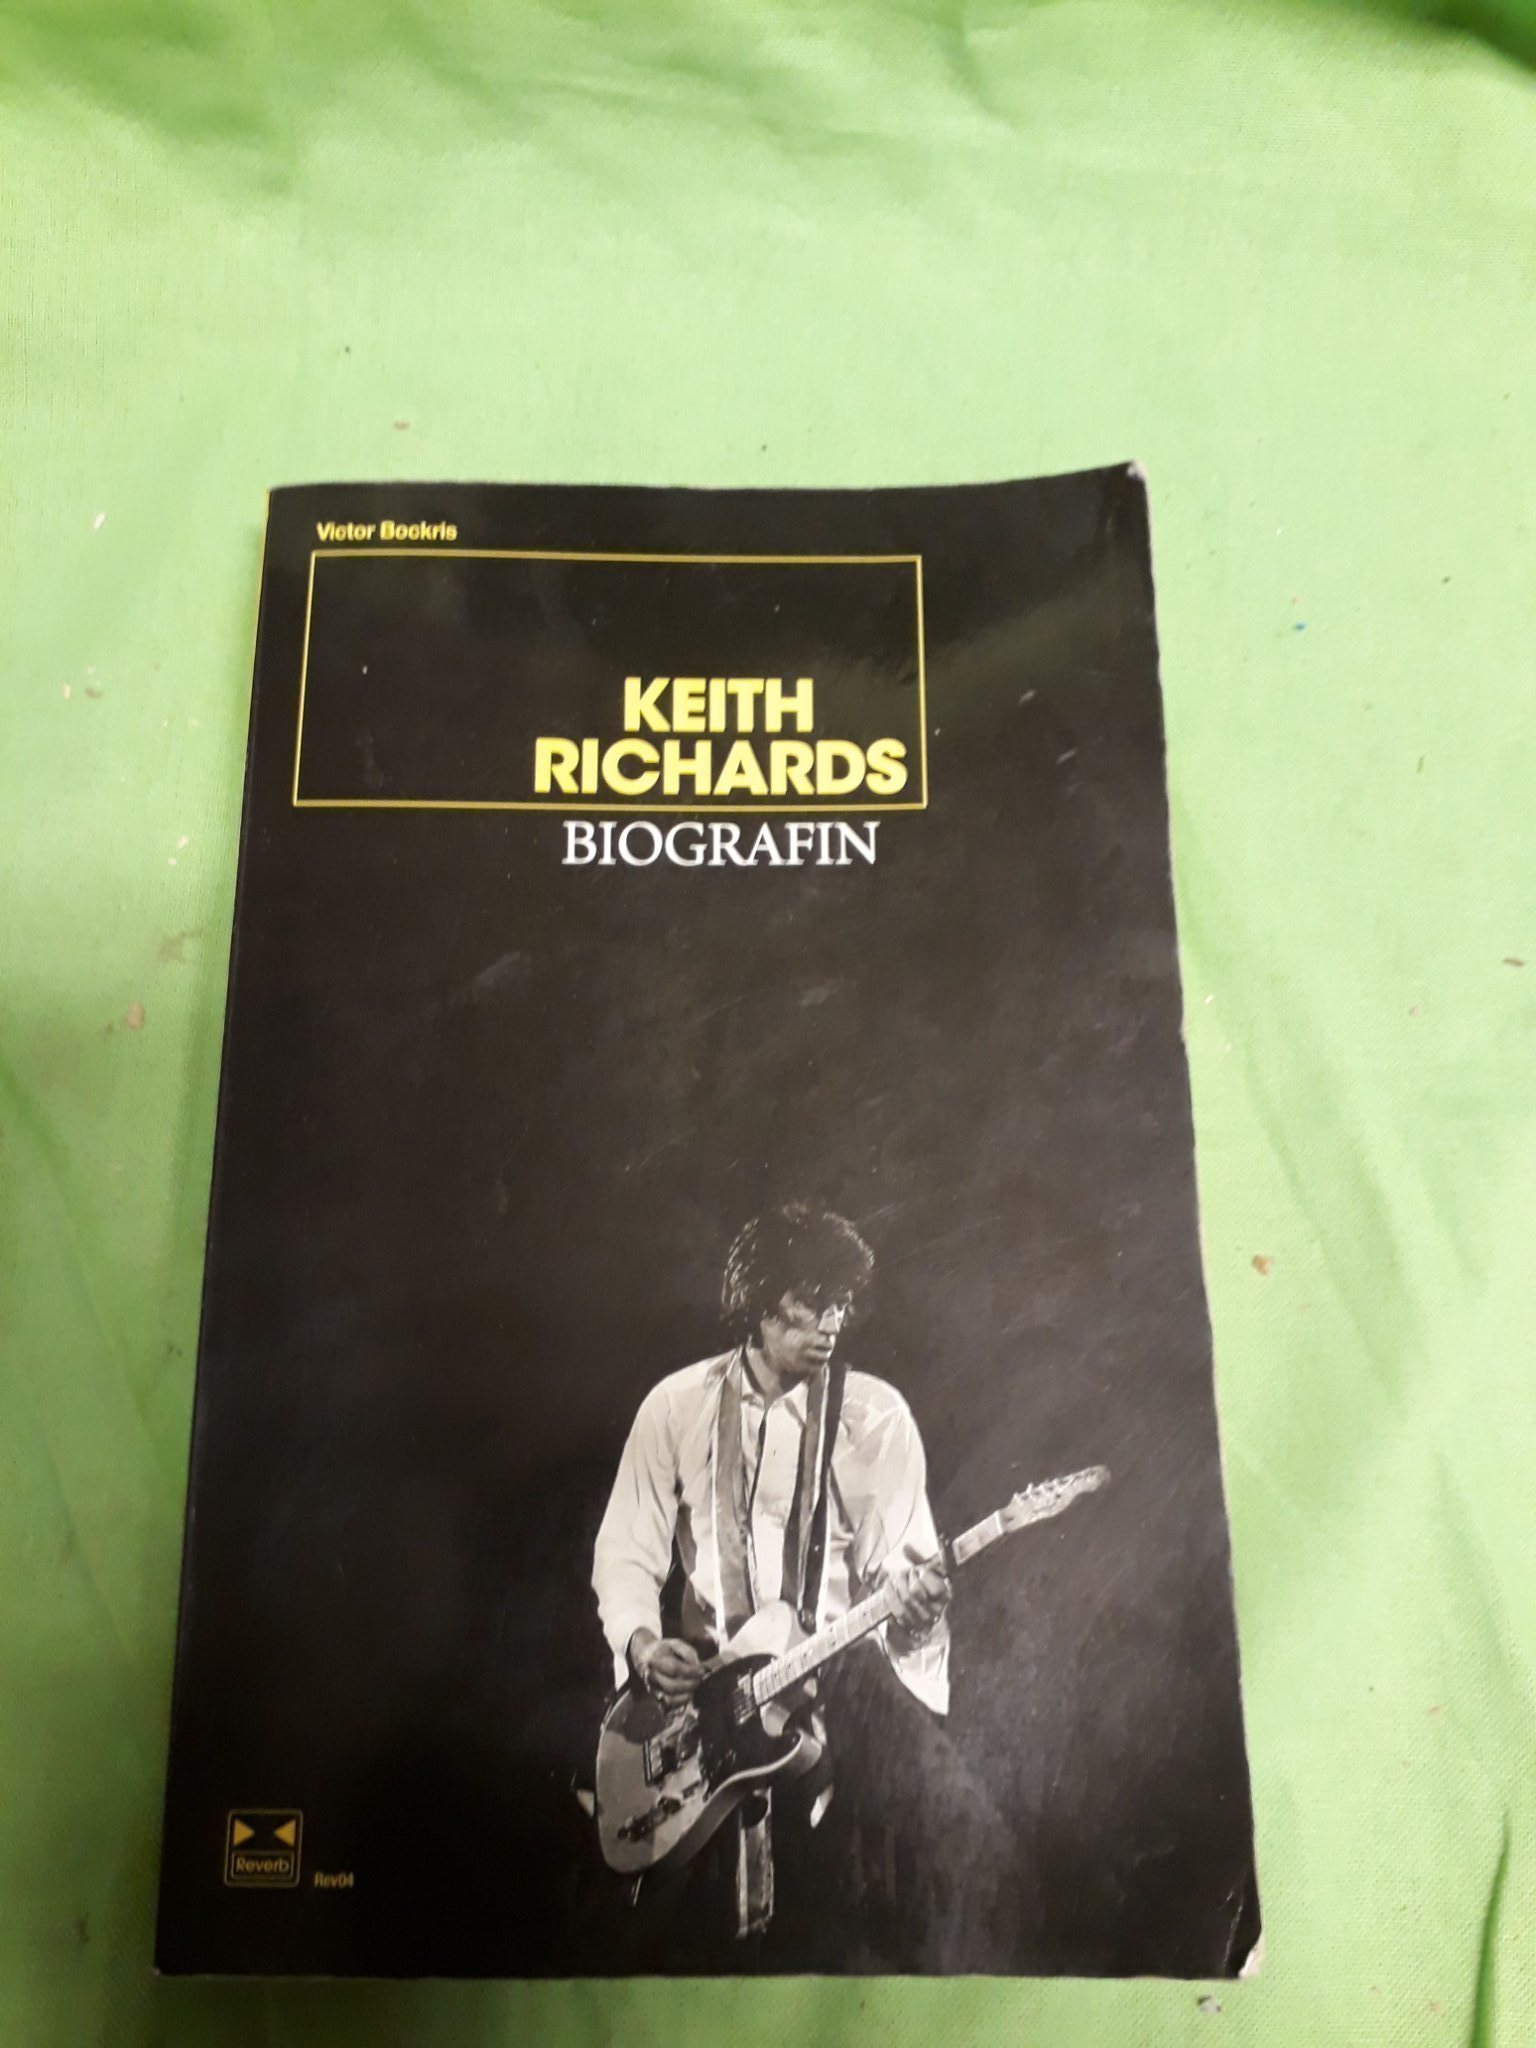 Victor Bockris
KEITH
RICHARDS
BIOGRAFIN
Reverb
Rev04